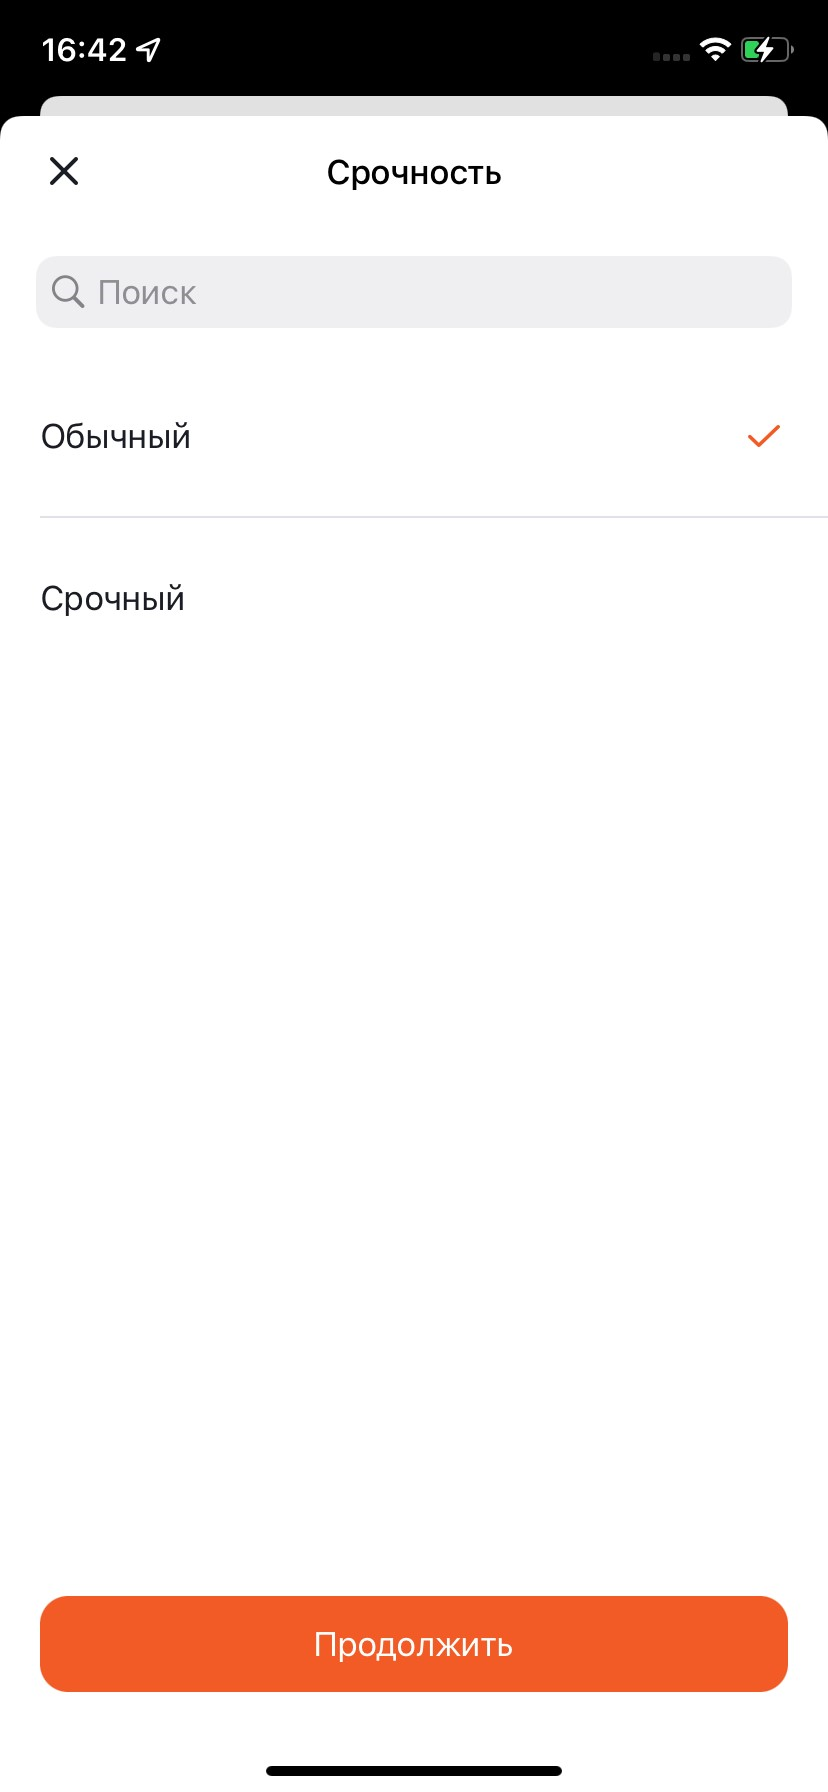 16:42
Срочность
Поиск
Обычный
Срочный
Продолжить